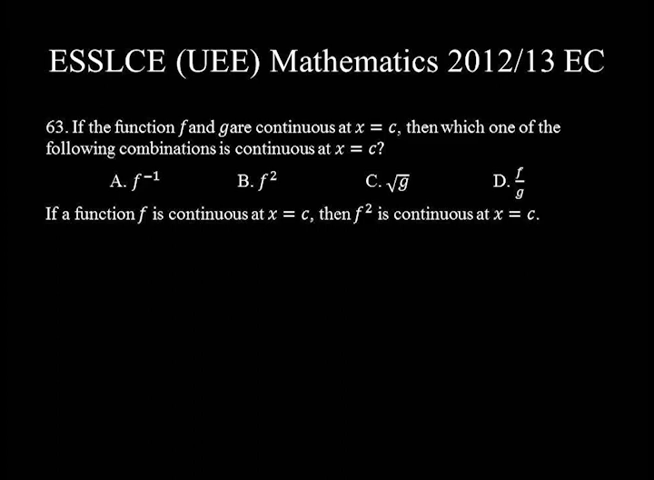 ESSLCE (UEE) Mathematics 2012/13 EC
63. If the function f and g are continuous at x = c, then which one of the
following combinations is continuous at x = c?
A. f⁻¹ B. f² C. √g D. f/g
If a function f is continuous at x = c, then f² is continuous at x = c.